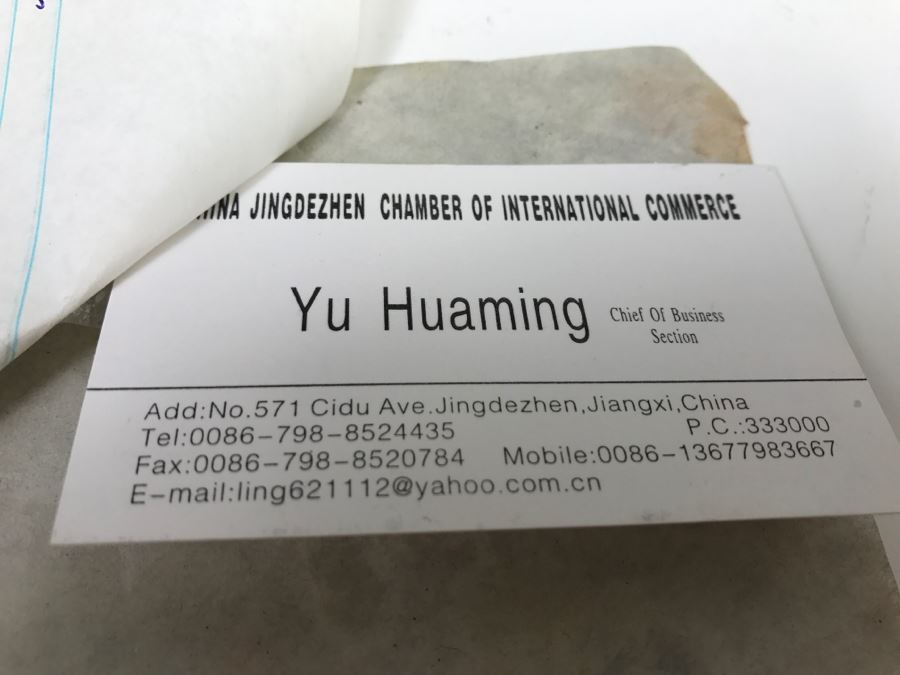 JINGDEZHEN CHAMBER OF INTERNATIONAL COMMERCE
Yu Huaming
Chief Of Business
Section
Add:No.571 Cidu Ave.Jingdezhen,Jiangxi,China
Tel:0086-798-8524435 P.C.:333000
Fax:0086-798-8520784 Mobile:0086-13677983667
E-mail:ling621112@yahoo.com.cn